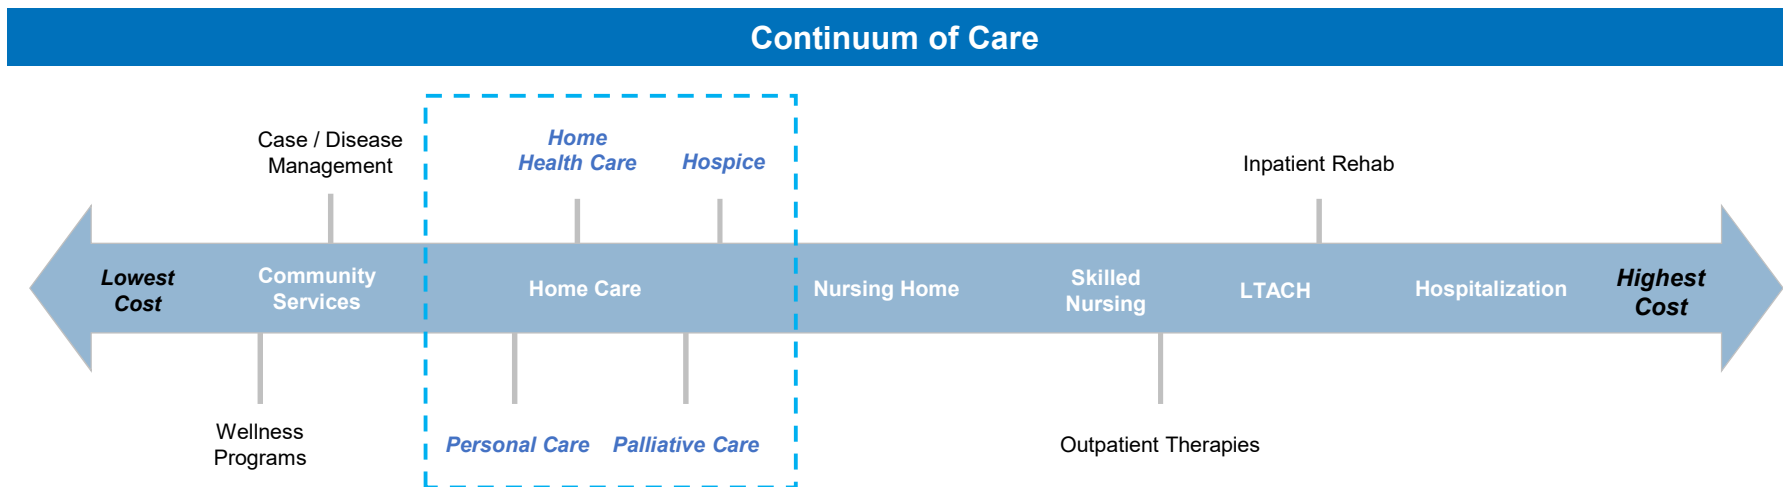 Continuum of Care
Case / Disease
Management
Home
Health Care
Hospice
Inpatient Rehab
Lowest
Cost
Community
Services
Home Care
Nursing Home
Skilled
Nursing
LTACH
Hospitalization
Highest
Cost
Wellness
Programs
Personal Care
Palliative Care
Outpatient Therapies